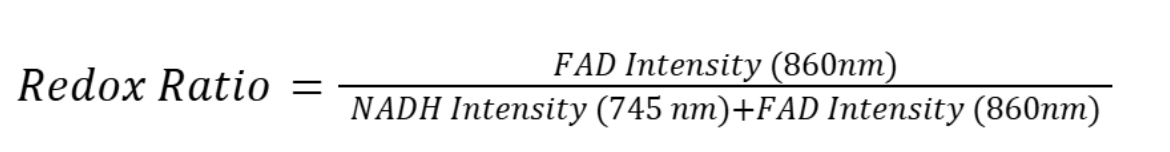 Redox Ratio = FAD Intensity (860nm)
NADH Intensity (745 nm)+FAD Intensity (860nm)